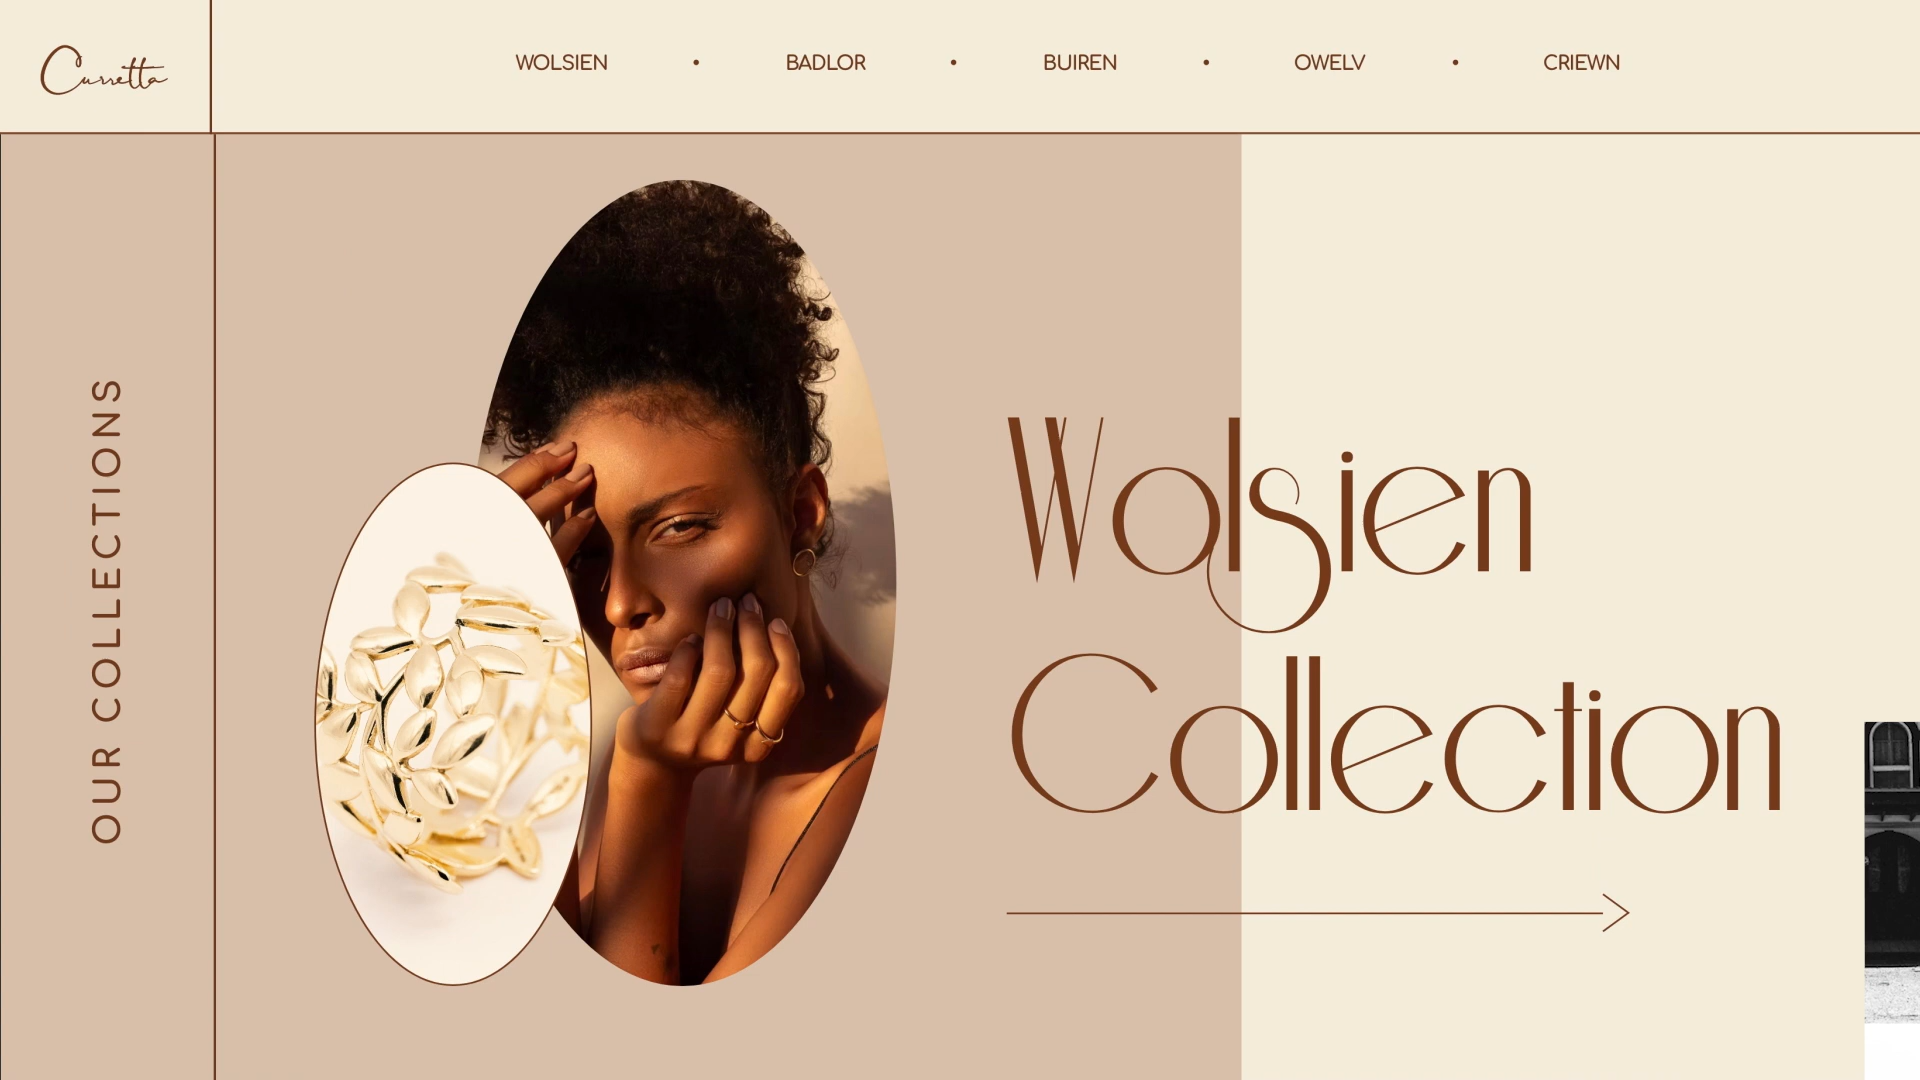 Curretta
WOLSIEN • BADLOR • BUIREN • OWELV • CRIEWN
OUR COLLECTIONS
Wolsien
Collection